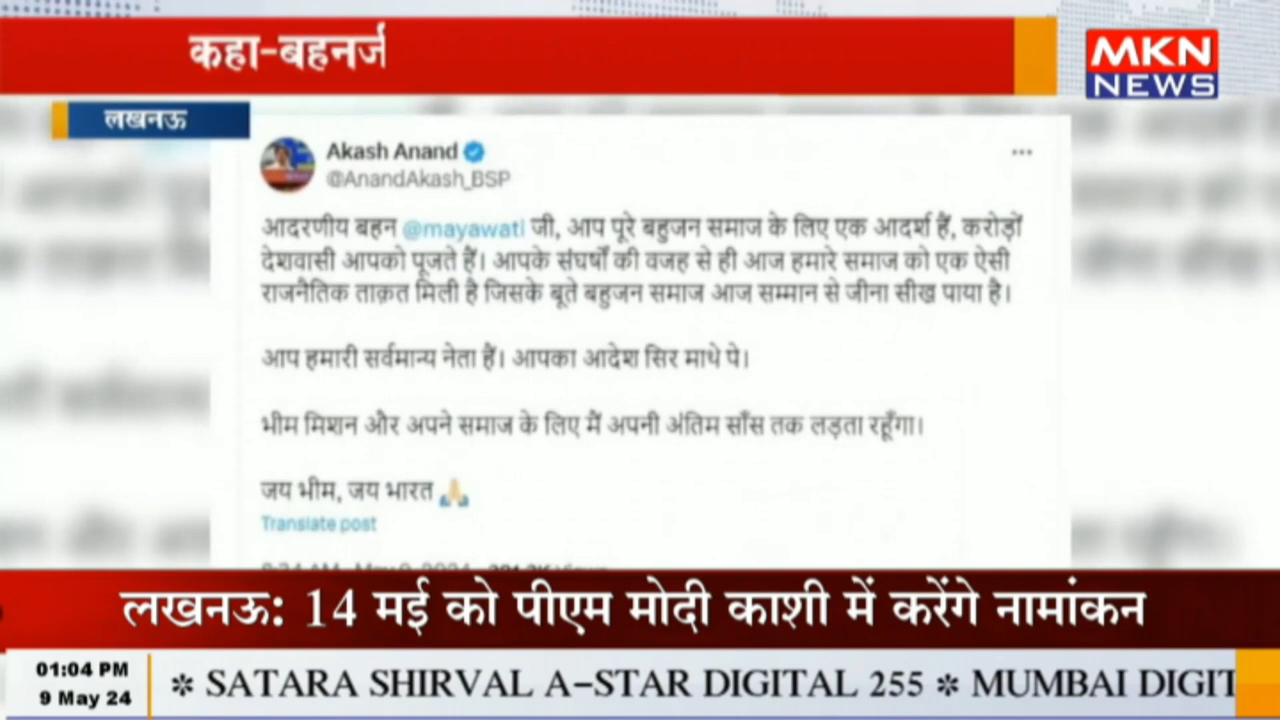 कहा-बहनर्ज
MKN
NEWS
लखनऊ
Akash Anand
@AnandAkash_BSP
आदरणीय बहन @mayawati जी, आप पूरे बहुजन समाज के लिए एक आदर्श हैं, करोड़ों
देशवासी आपको पूजते हैं। आपके संघर्षों की वजह से ही आज हमारे समाज को एक ऐसी
राजनैतिक ताक़त मिली है जिसके बूते बहुजन समाज आज सम्मान से जीना सीख पाया है।
आप हमारी सर्वमान्य नेता हैं। आपका आदेश सिर माथे पे।
भीम मिशन और अपने समाज के लिए मैं अपनी अंतिम साँस तक लड़ता रहूँगा।
जय भीम, जय भारत 🙏
Translate post
लखनऊ: 14 मई को पीएम मोदी काशी में करेंगे नामांकन
01:04 PM
9 May 24
* SATARA SHIRVAL A-STAR DIGITAL 255 * MUMBAI DIGIT